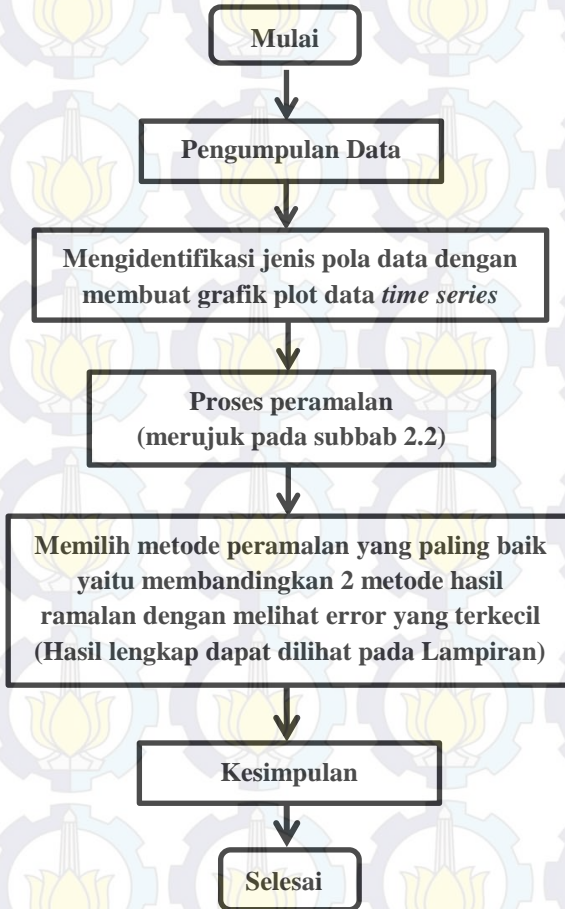 Mulai
Pengumpulan Data
Mengidentifikasi jenis pola data dengan
membuat grafik plot data time series
Proses peramalan
(merujuk pada subbab 2.2)
Memilih metode peramalan yang paling baik
yaitu membandingkan 2 metode hasil
ramalan dengan melihat error yang terkecil
(Hasil lengkap dapat dilihat pada Lampiran)
Kesimpulan
Selesai